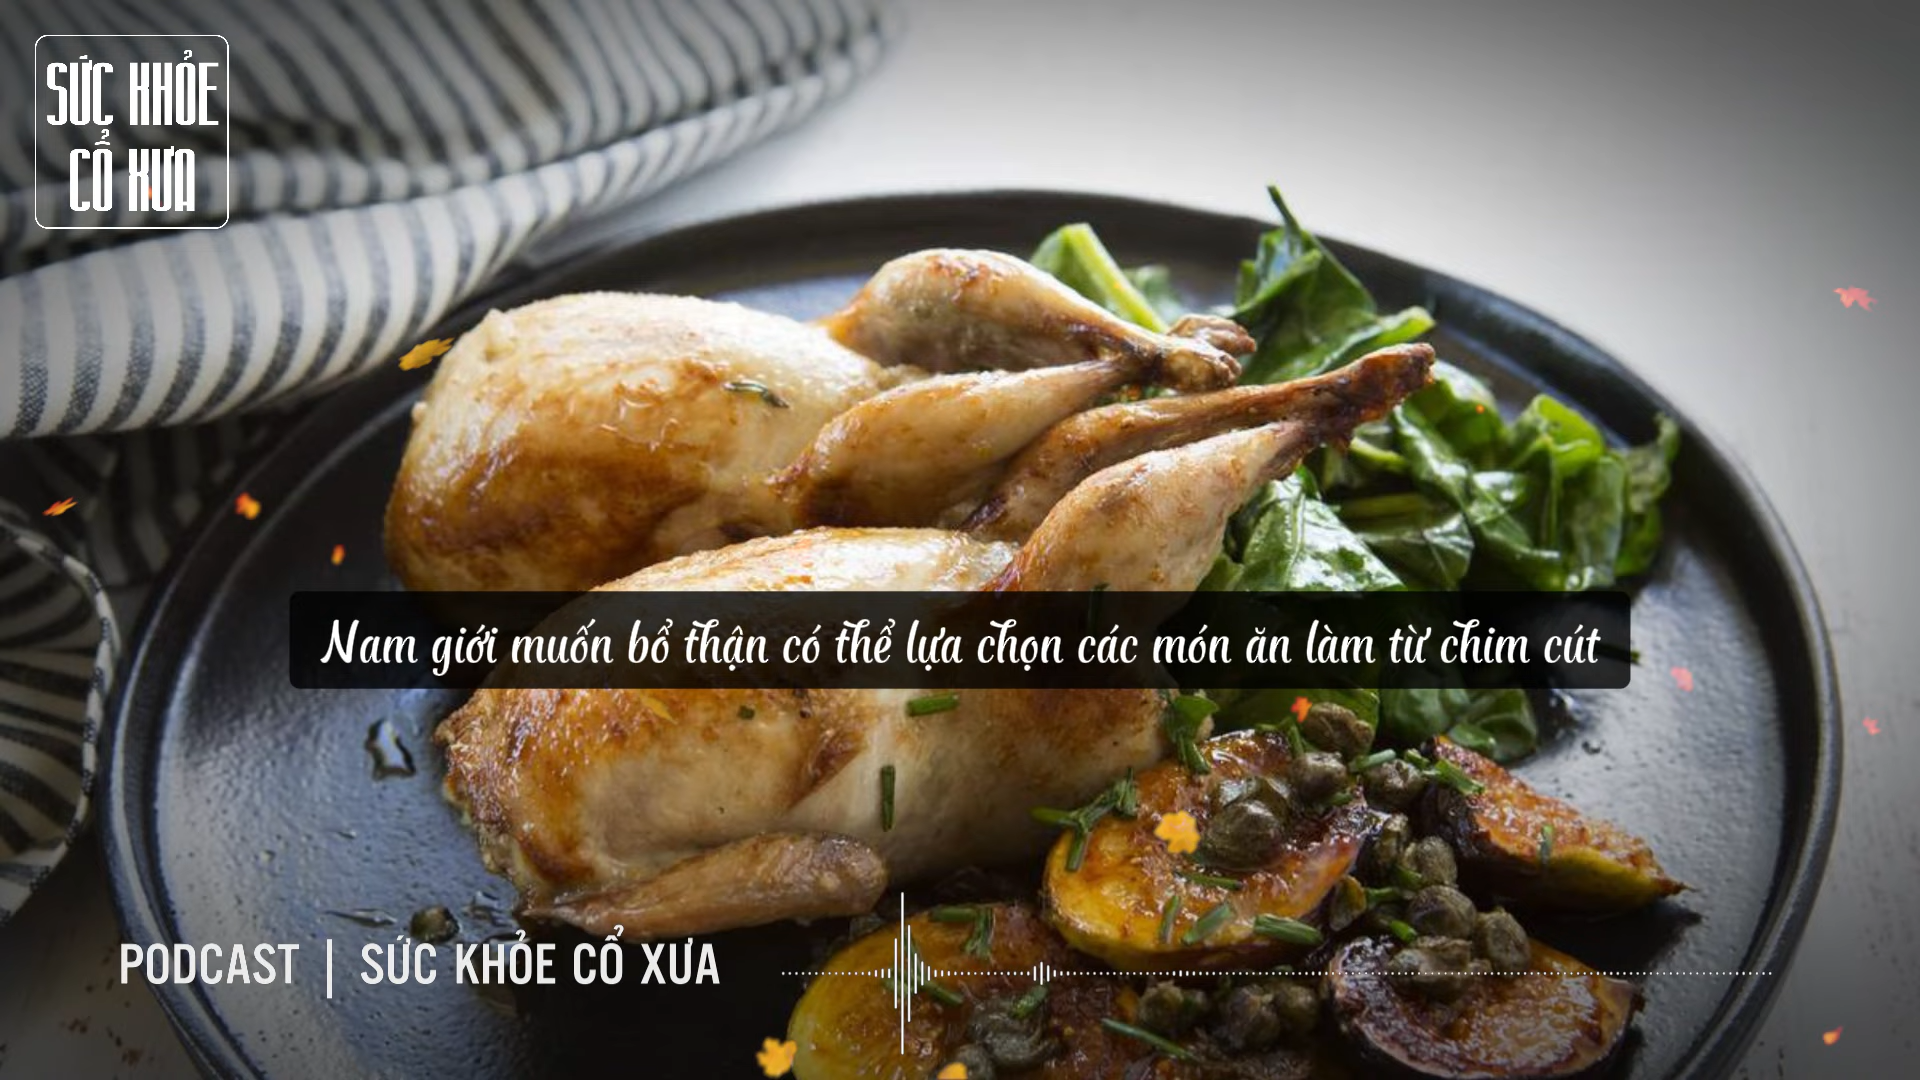 SỨC KHỎE
CỔ XƯA
Nam giới muốn bổ thận có thể lựa chọn các món ăn làm từ chim cút
PODCAST | SỨC KHỎE CỔ XƯA